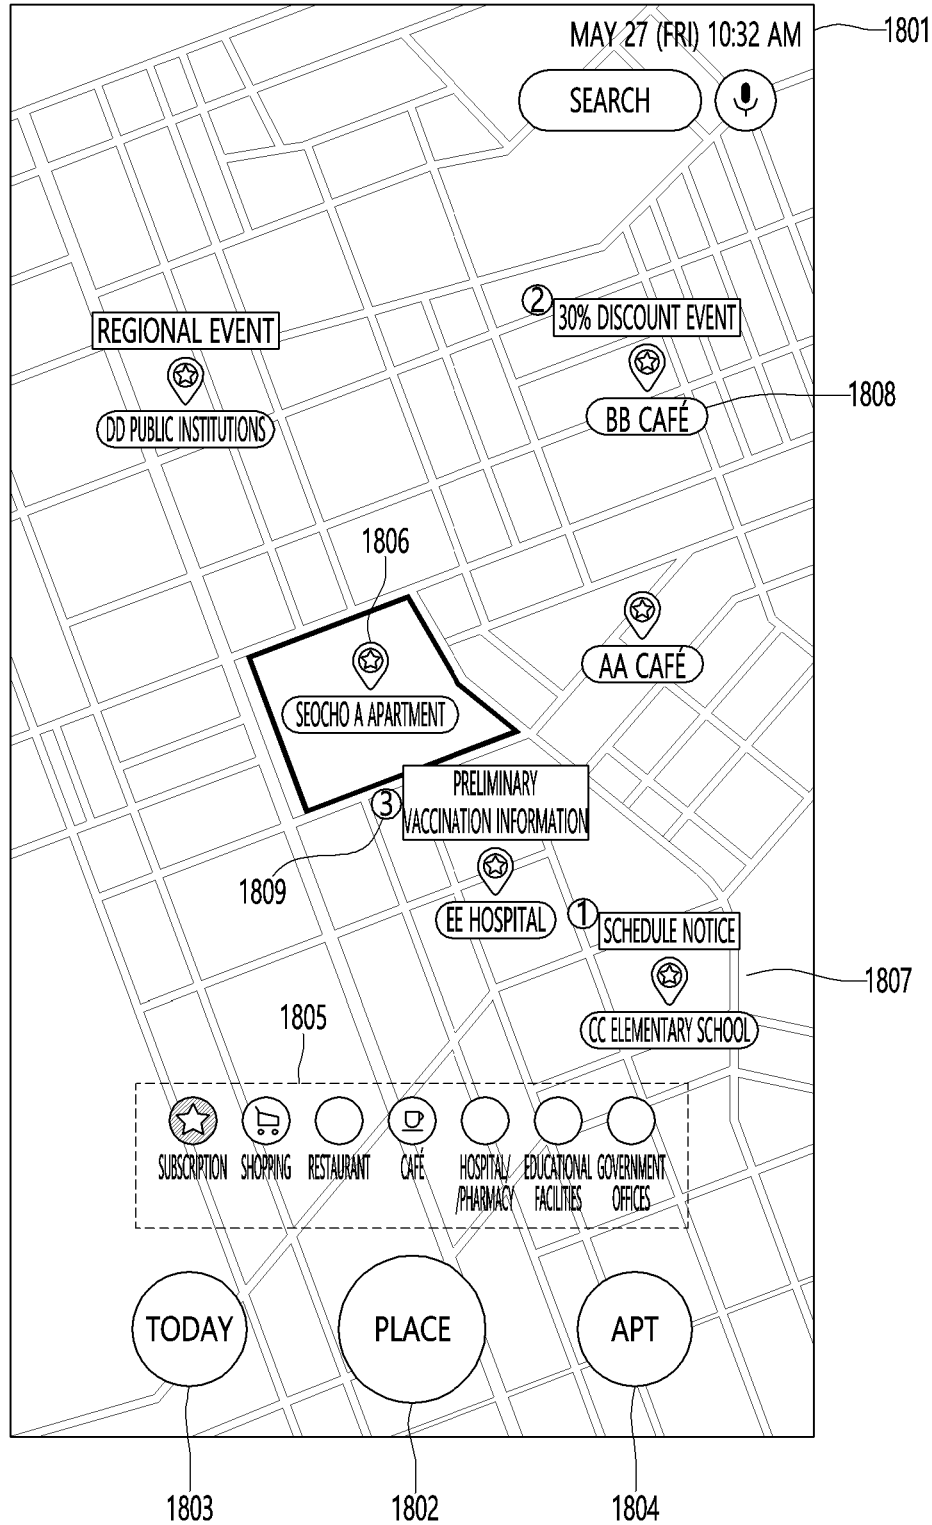 MAY 27 (FRI) 10:32 AM
1801
SEARCH
2
30% DISCOUNT EVENT
REGIONAL EVENT
1808
BB CAFÉ
DD PUBLIC INSTITUTIONS
1806
AA CAFÉ
SEOCHO A APARTMENT
PRELIMINARY
3
VACCINATION INFORMATION
1809
EE HOSPITAL
1
SCHEDULE NOTICE
1807
1805
CC ELEMENTARY SCHOOL
SUBSCRIPTION
SHOPPING
RESTAURANT
CAFÉ
HOSPITAL/
/PHARMACY
EDUCATIONAL
FACILITIES
GOVERNMENT
OFFICES
TODAY
PLACE
APT
1803
1802
1804